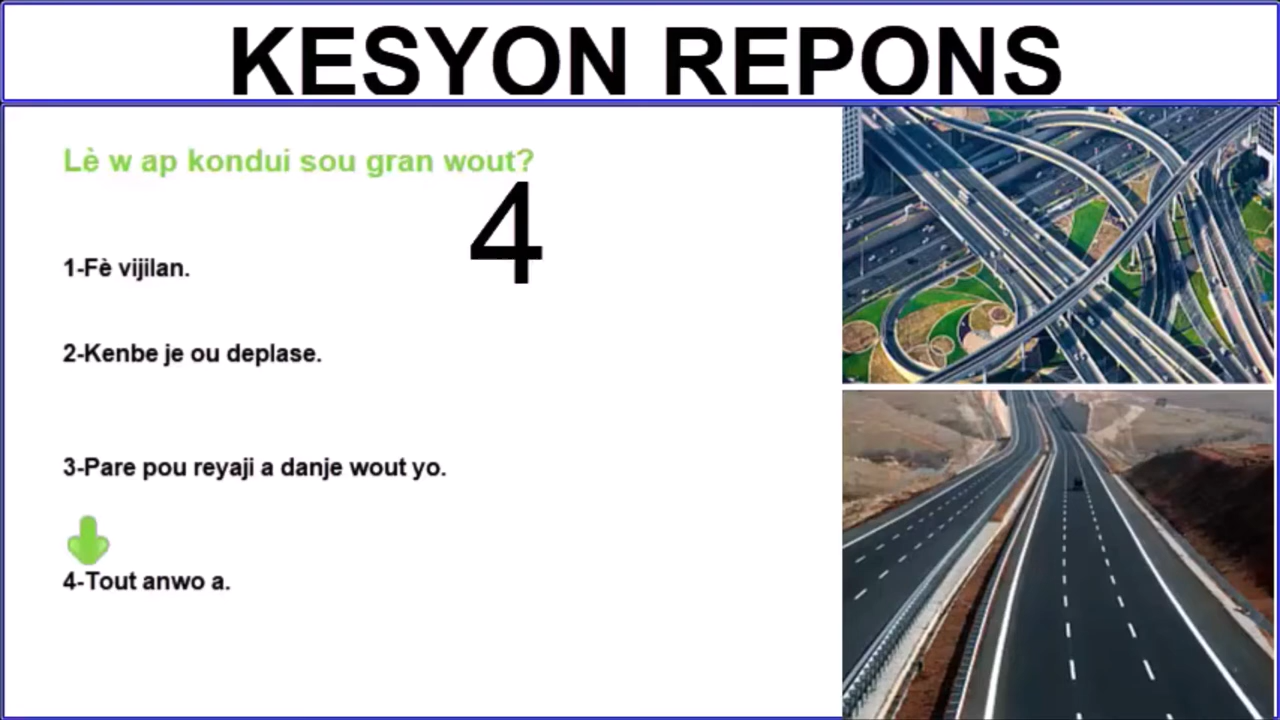 KESYON REPONS
Lè w ap kondui sou gran wout?
4
1-Fè vijilan.
2-Kenbe je ou deplase.
3-Pare pou reyaji a danje wout yo.
4-Tout anwo a.